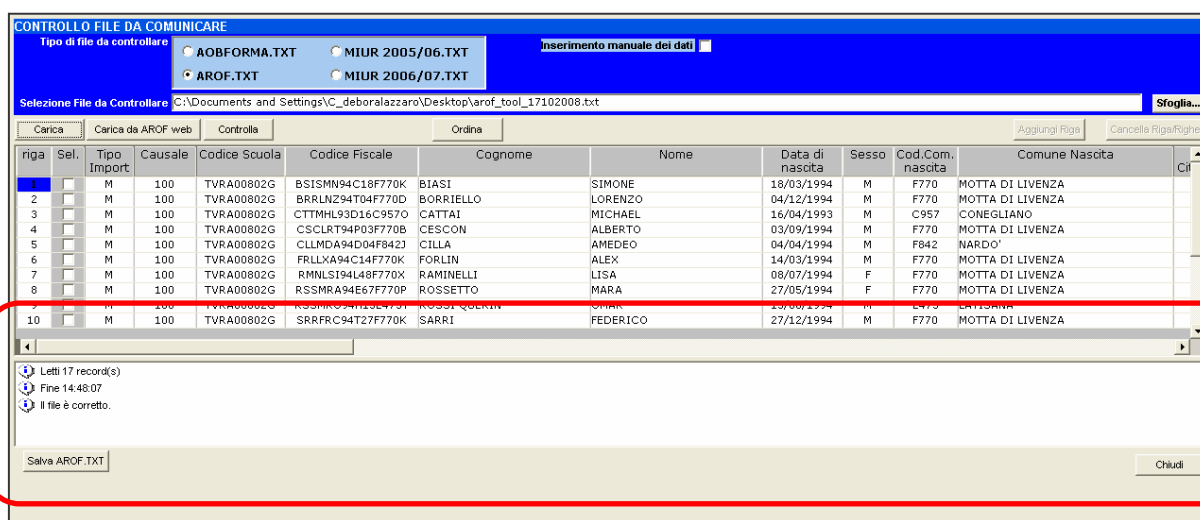 CONTROLLO FILE DA COMUNICARE
Tipo di file da controllare
AOBFORMA.TXT MIUR 2005/06.TXT
AROF.TXT MIUR 2006/07.TXT
Inserimento manuale dei dati
Selezione File da Controllare C:\Documents and Settings\C_deboralazzaro\Desktop\arof_tool_17102008.txt Sfoglia...
Carica Carica da AROF web Controlla Ordina Aggiungi Riga Cancella Riga/Righe
riga Sel. Tipo Import Causale Codice Scuola Codice Fiscale Cognome Nome Data di nascita Sesso Cod.Com. nascita Comune Nascita Cit
1 M 100 TVRA00802G BSISMN94C18F770K BIASI SIMONE 18/03/1994 M F770 MOTTA DI LIVENZA
2 M 100 TVRA00802G BRRLNZ94T04F770D BORRIELLO LORENZO 04/12/1994 M F770 MOTTA DI LIVENZA
3 M 100 TVRA00802G CTTMHL93D16C957O CATTAI MICHAEL 16/04/1993 M C957 CONEGLIANO
4 M 100 TVRA00802G CSCLRT94P03F770B CESCON ALBERTO 03/09/1994 M F770 MOTTA DI LIVENZA
5 M 100 TVRA00802G CLLMDA94D04F842J CILLA AMEDEO 04/04/1994 M F842 NARDO'
6 M 100 TVRA00802G FRLLXA94C14F770K FORLIN ALEX 14/03/1994 M F770 MOTTA DI LIVENZA
7 M 100 TVRA00802G RMNLSI94L48F770X RAMINELLI LISA 08/07/1994 F F770 MOTTA DI LIVENZA
8 M 100 TVRA00802G RSSMRA94E67F770P ROSSETTO MARA 27/05/1994 F F770 MOTTA DI LIVENZA
9 M 100 TVRA00802G ROSSI QUERIN OMAR M LATISANA
10 M 100 TVRA00802G SRRFRC94T27F770K SARRI FEDERICO 27/12/1994 M F770 MOTTA DI LIVENZA
Letti 17 record(s)
Fine 14:48:07
Il file è corretto.
Salva AROF.TXT Chiudi